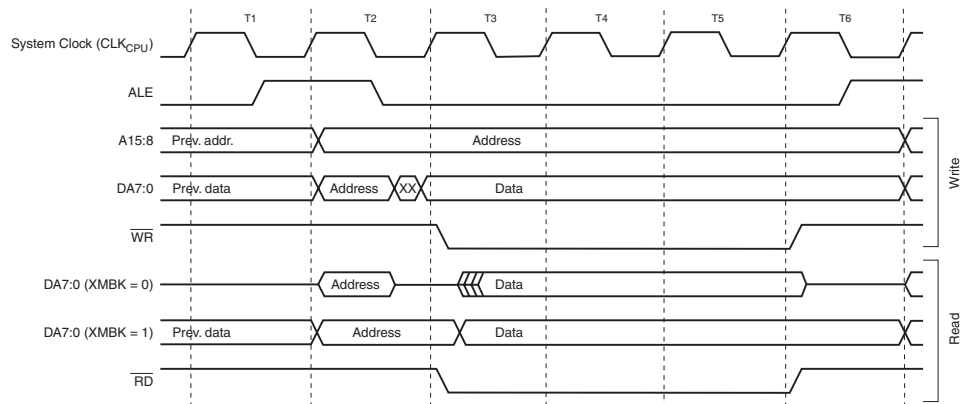 T1 T2 T3 T4 T5 T6
System Clock (CLKCPU)
ALE
A15:8 Prev. addr. Address
DA7:0 Prev. data Address XX Data
WR
Write
DA7:0 (XMBK = 0) Address Data
DA7:0 (XMBK = 1) Prev. data Address Data
RD
Read